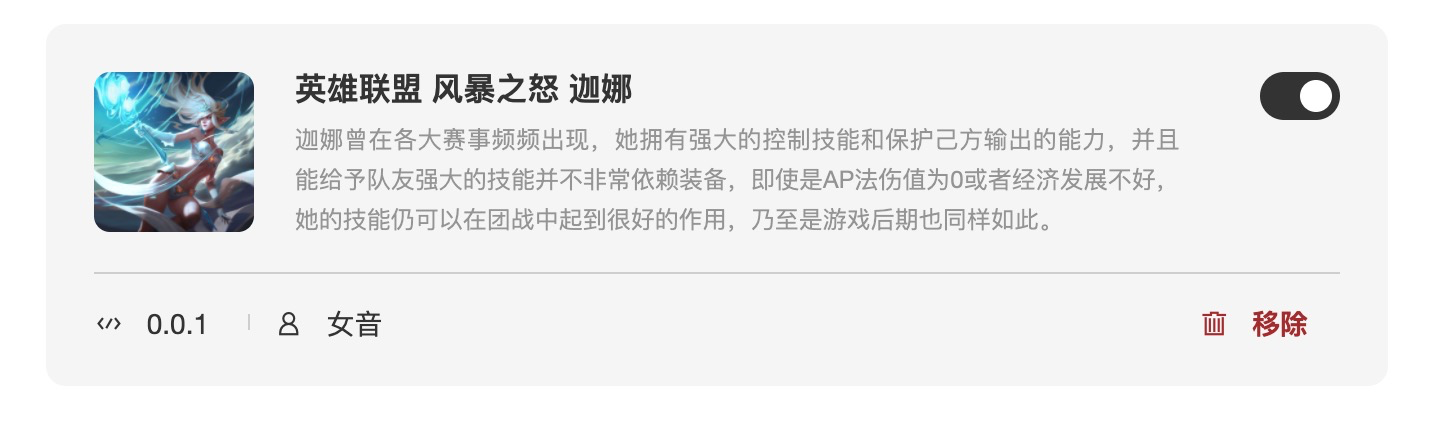 英雄联盟 风暴之怒 迦娜
迦娜曾在各大赛事频频出现，她拥有强大的控制技能和保护己方输出的能力，并且
能给予队友强大的技能并不非常依赖装备，即使是AP法伤值为0或者经济发展不好，
她的技能仍可以在团战中起到很好的作用，乃至是游戏后期也同样如此。
0.0.1 女音 移除